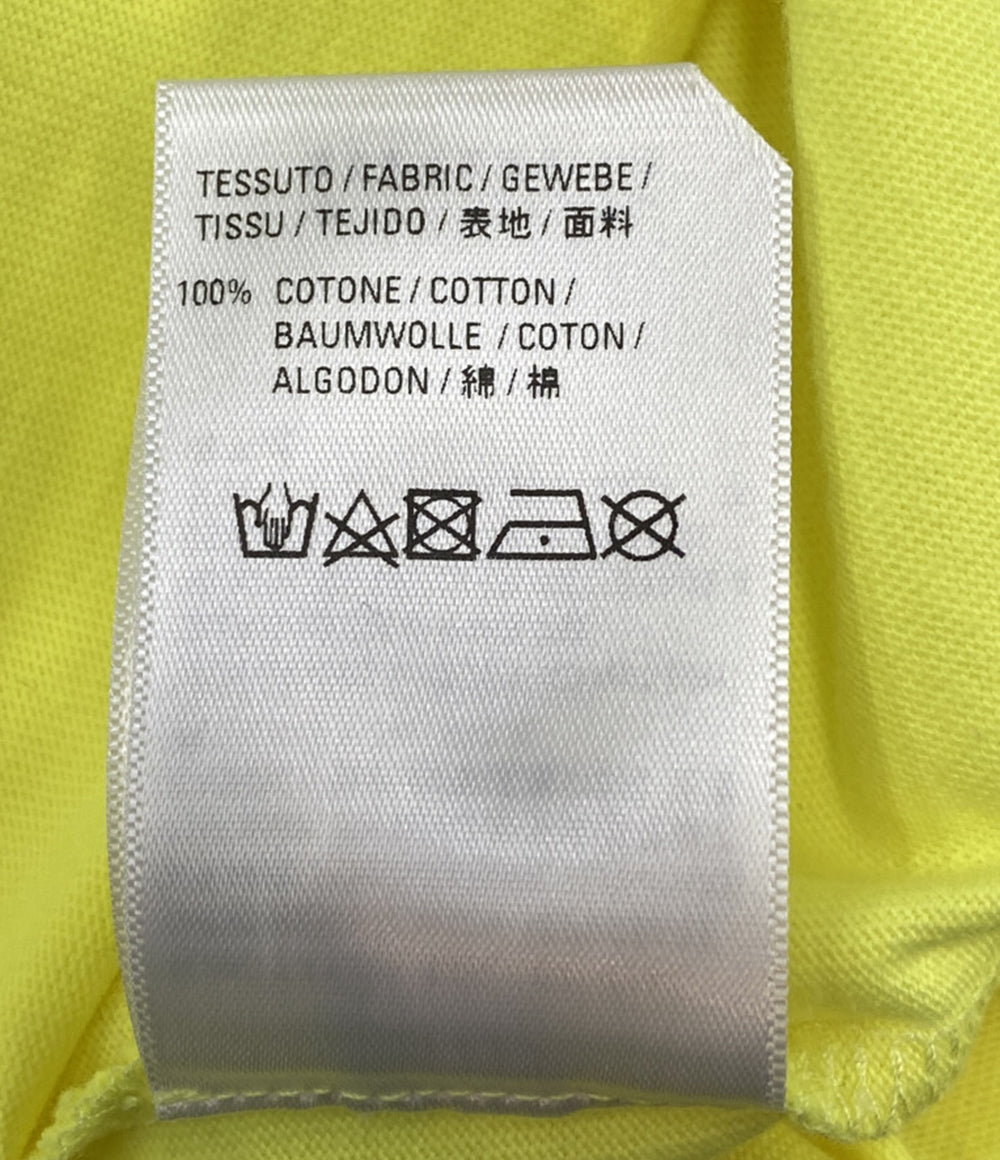 TESSUTO / FABRIC / GEWEBE /
TISSU / TEJIDO / 表地 / 面料
100% COTONE / COTTON /
BAUMWOLLE / COTON /
ALGODON / 綿 / 棉